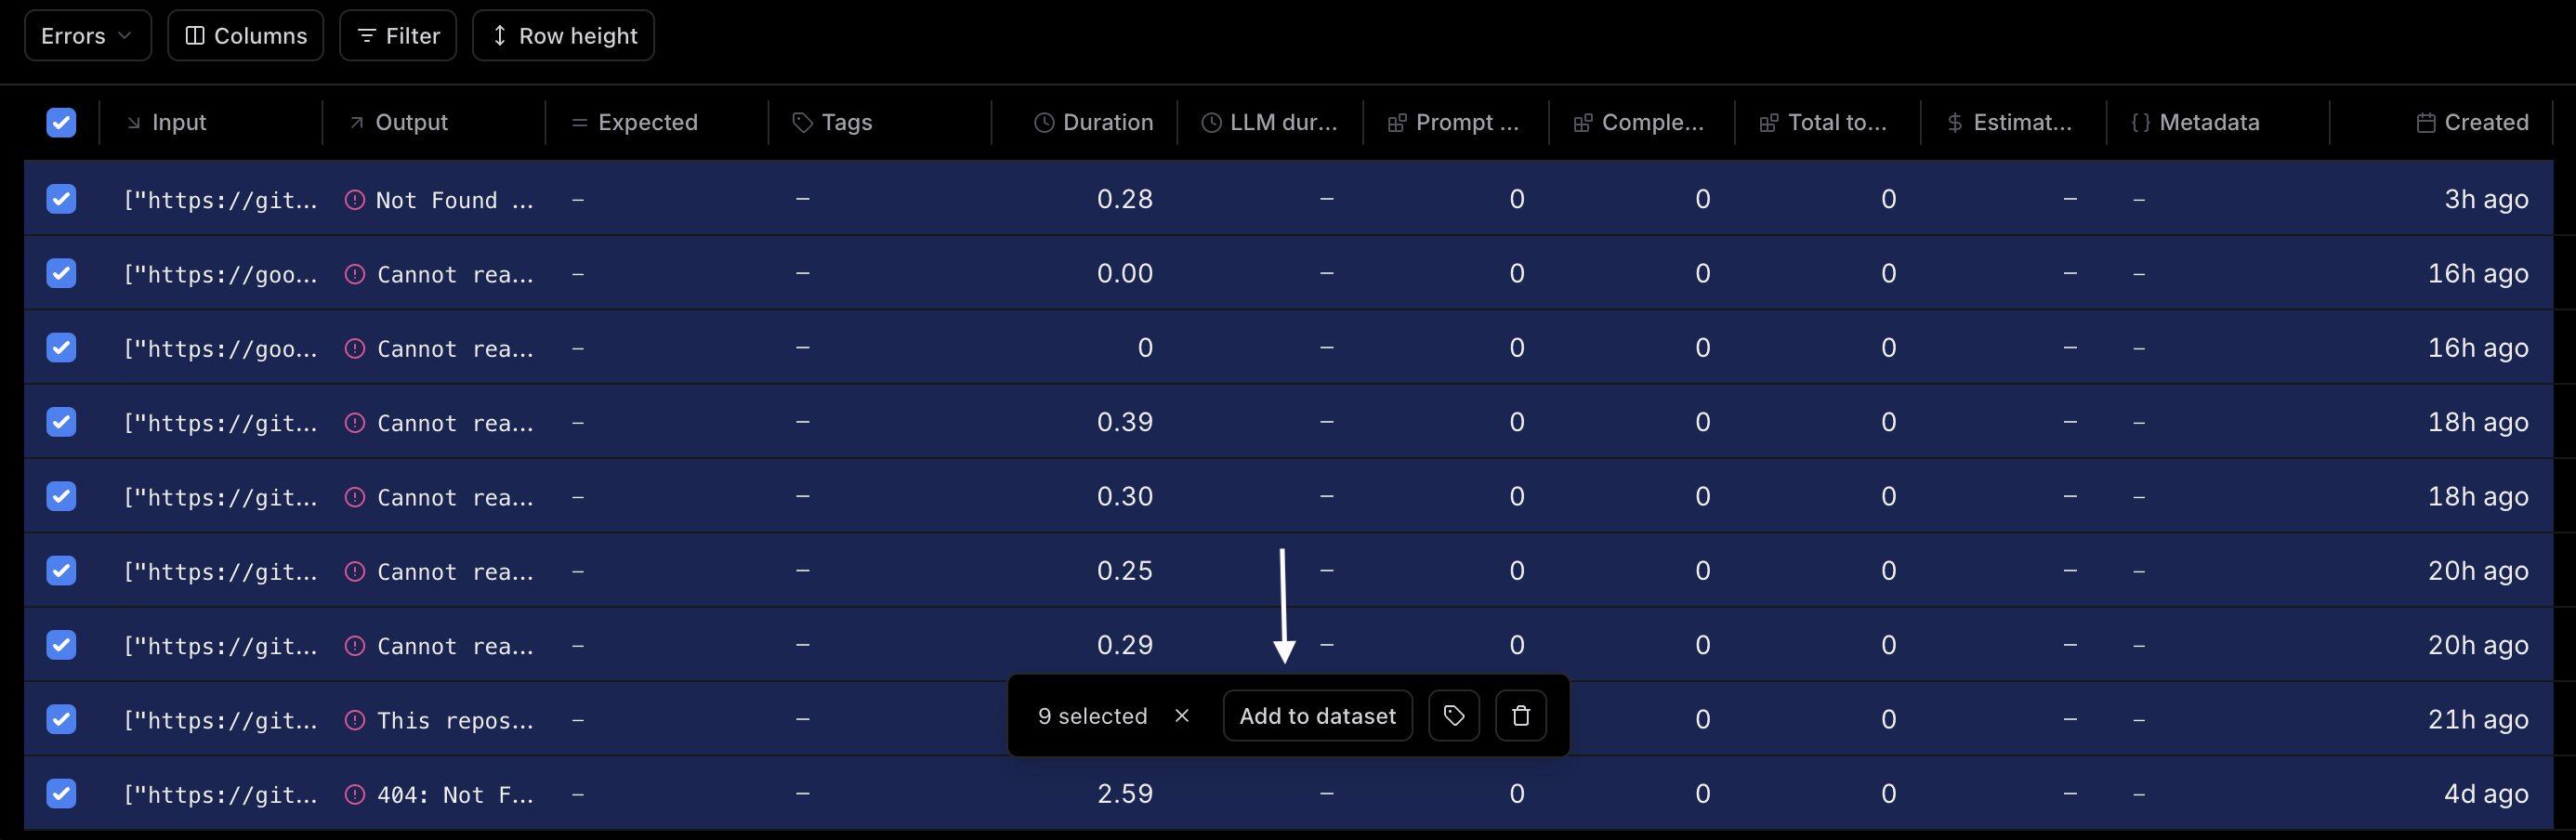 Errors Columns Filter Row height
Input Output Expected Tags Duration LLM dur... Prompt ... Comple... Total to... Estimat... Metadata Created
["https://git... Not Found ... – – 0.28 – 0 0 0 – – 3h ago
["https://goo... Cannot rea... – – 0.00 – 0 0 0 – – 16h ago
["https://goo... Cannot rea... – – 0 – 0 0 0 – – 16h ago
["https://git... Cannot rea... – – 0.39 – 0 0 0 – – 18h ago
["https://git... Cannot rea... – – 0.30 – 0 0 0 – – 18h ago
["https://git... Cannot rea... – – 0.25 – 0 0 0 – – 20h ago
["https://git... Cannot rea... – – 0.29 – 0 0 0 – – 20h ago
["https://git... This repos... – – 0 0 – – 21h ago
9 selected Add to dataset
["https://git... 404: Not F... – – 2.59 – 0 0 0 – – 4d ago